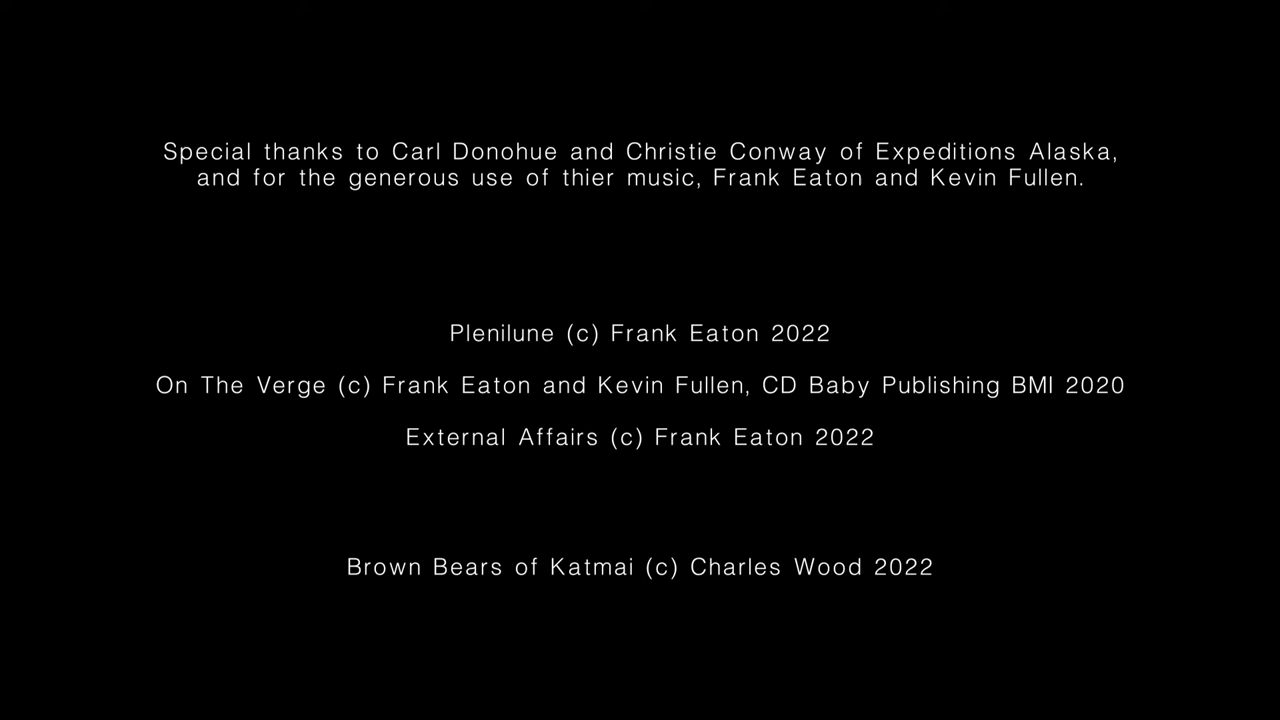 Special thanks to Carl Donohue and Christie Conway of Expeditions Alaska,
and for the generous use of thier music, Frank Eaton and Kevin Fullen.
Plenilune (c) Frank Eaton 2022
On The Verge (c) Frank Eaton and Kevin Fullen, CD Baby Publishing BMI 2020
External Affairs (c) Frank Eaton 2022
Brown Bears of Katmai (c) Charles Wood 2022